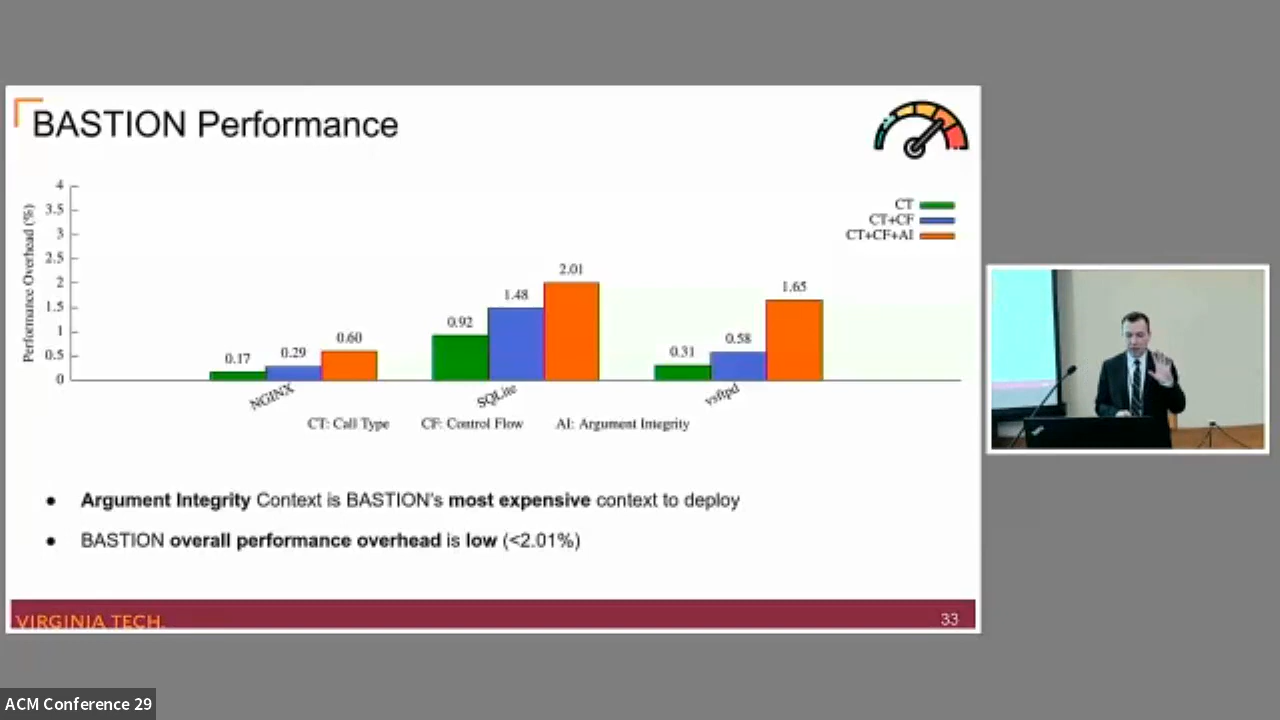 BASTION Performance
4
3.5
3
2.5
2
1.5
1
0.5
0
Performance Overhead (%)
CT
CT+CF
CT+CF+AI
0.17
0.29
0.60
0.92
1.48
2.01
0.31
0.58
1.65
NGINX
SQLite
vsftpd
CT: Call Type CF: Control Flow AI: Argument Integrity
● Argument Integrity Context is BASTION's most expensive context to deploy
● BASTION overall performance overhead is low (<2.01%)
VIRGINIA TECH.
33
ACM Conference 29